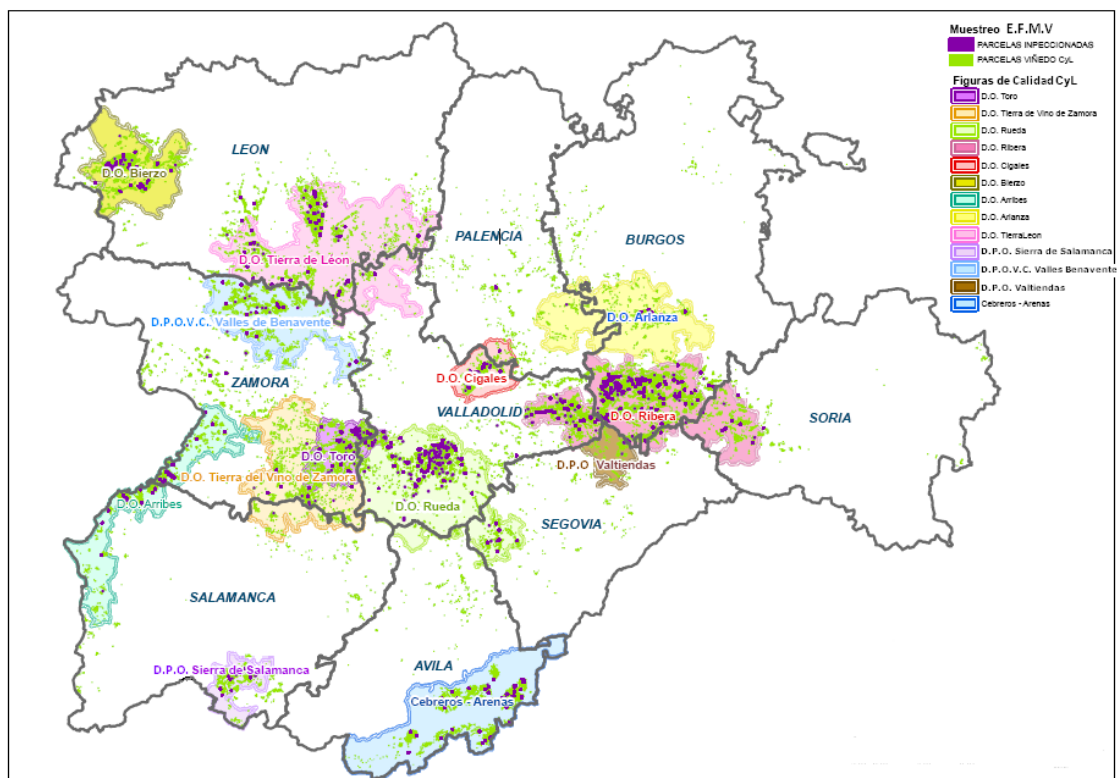 Muestreo E.F.M.V
PARCELAS INPECCIONADAS
PARCELAS VIÑEDO CyL
Figuras de Calidad CyL
D.O. Toro
D.O. Tierra de Vino de Zamora
D.O. Rueda
D.O. Ribera
D.O. Cigales
D.O. Bierzo
D.O. Arribes
D.O. Arlanza
D.O. TierraLeon
D.P.O. Sierra de Salamanca
D.P.O.V.C. Valles Benavente
D.P.O. Valtiendas
Cebreros - Arenas
LEON
D.O. Bierzo
PALENCIA
BURGOS
D.O. Tierra de León
D.P.O.V.C. Valles de Benavente
D.O. Arlanza
ZAMORA
D.O. Cigales
VALLADOLID
D.O. Ribera
SORIA
D.O. Toro
D.P.O Valtiendas
D.O. Tierra del Vino de Zamora
D.O. Arribes
D.O. Rueda
SEGOVIA
SALAMANCA
D.P.O. Sierra de Salamanca
AVILA
Cebreros - Arenas